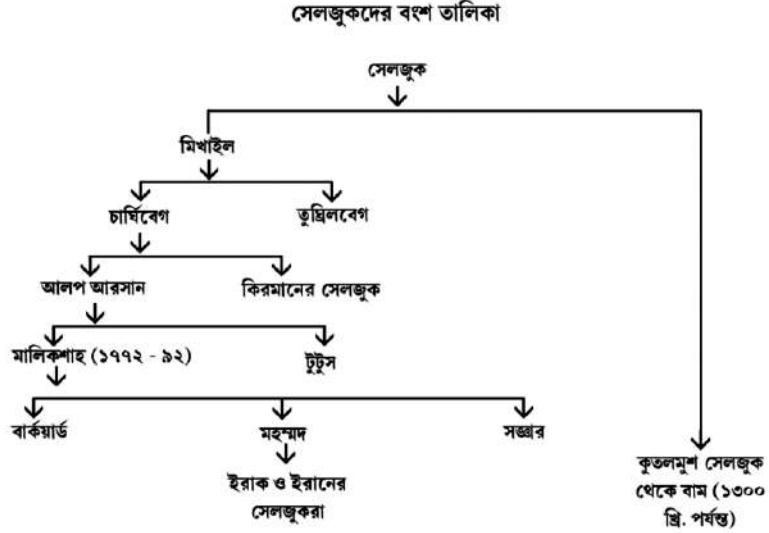 সেলজুকদের বংশ তালিকা
সেলজুক
মিখাইল
চার্ঘিবেগ
তুঘ্রিলবেগ
আলপ আরসান
কিরমানের সেলজুক
মালিকশাহ (১৭৭২ - ৯২)
টুটুস
বার্কয়ার্ড
মহম্মদ
সঞ্জার
ইরাক ও ইরানের
সেলজুকরা
কুতলমুশ সেলজুক
থেকে বাম (১৩০০
খ্রি. পর্যন্ত)